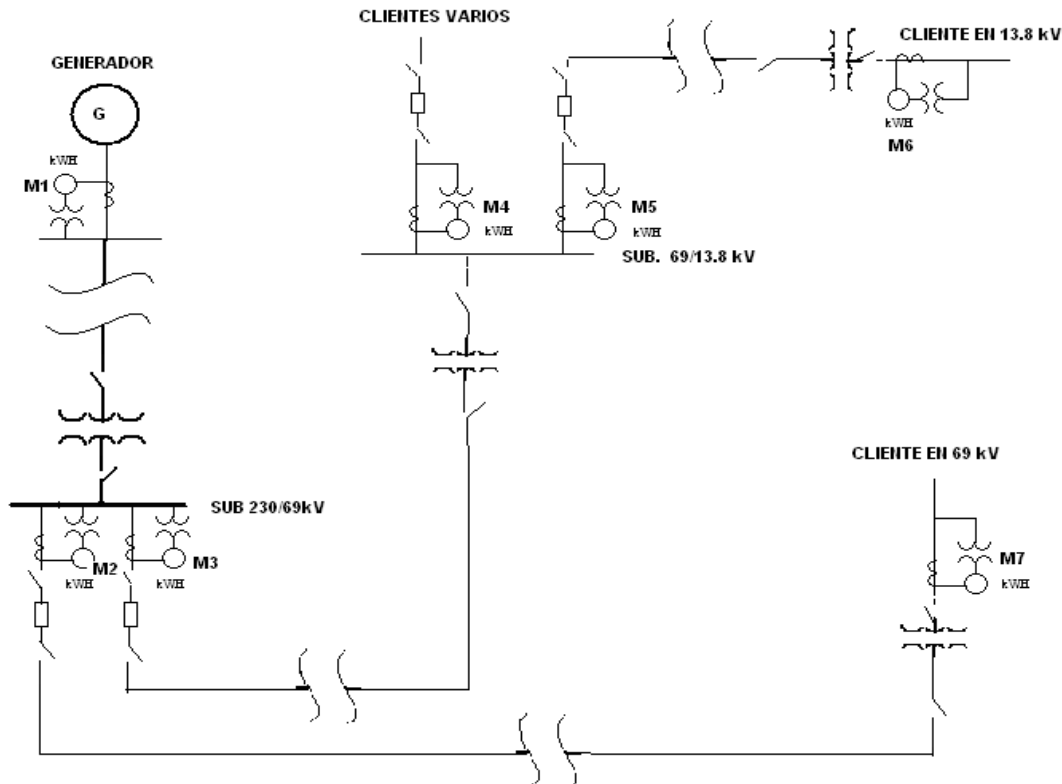 CLIENTES VARIOS
CLIENTE EN 13.8 kV
GENERADOR
G
kWH
M1
kWH
M6
M4
kWH
M5
kWH
SUB. 69/13.8 kV
CLIENTE EN 69 kV
SUB 230/69kV
M2
kWH
M3
kWH
M7
kWH